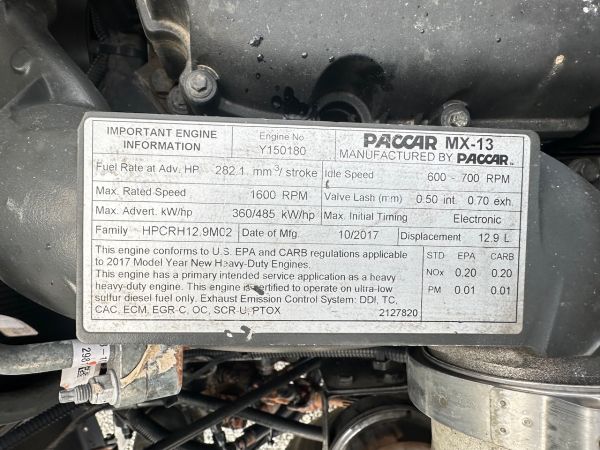 IMPORTANT ENGINE INFORMATION
Engine No Y150180
PACCAR MX-13
MANUFACTURED BY PACCAR INC.
Fuel Rate at Adv. HP 282.1 mm³/ stroke
Idle Speed 600 - 700 RPM
Max. Rated Speed 1600 RPM
Valve Lash (mm) 0.50 int 0.70 exh.
Max. Advert. kW/hp 360/485 kW/hp
Max. Initial Timing Electronic
Family HPCRH12.9M02
Date of Mfg. 10/2017
Displacement 12.9 L
This engine conforms to U.S. EPA and CARB regulations applicable
to 2017 Model Year New Heavy-Duty Engines.
This engine has a primary intended service application as a heavy
heavy-duty engine. This engine is certified to operate on ultra-low
sulfur diesel fuel only. Exhaust Emission Control System: DDI, TC,
CAC, ECM, EGR-C, OC, SCR-U, PTOX
2127820
STD EPA CARB
NOx 0.20 0.20
PM 0.01 0.01